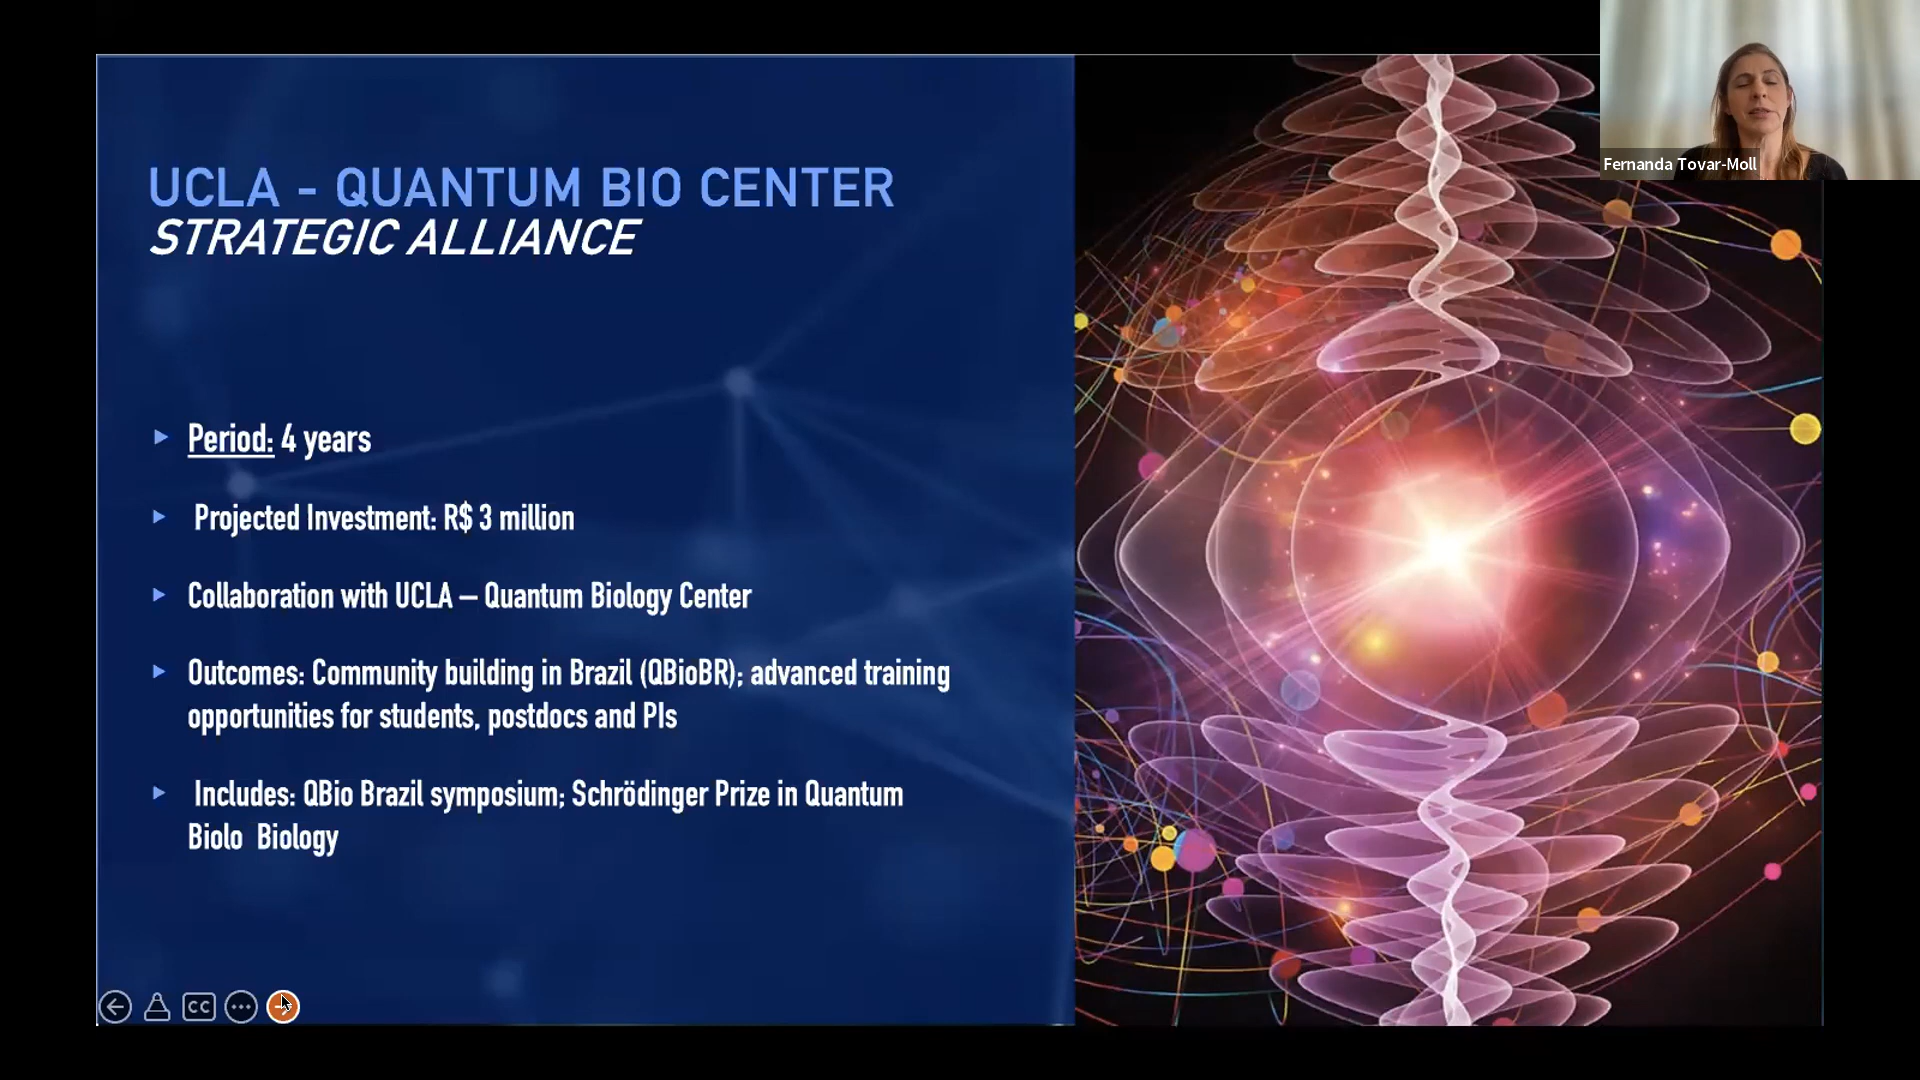 UCLA - QUANTUM BIO CENTER
STRATEGIC ALLIANCE
Period: 4 years
Projected Investment: R$ 3 million
Collaboration with UCLA – Quantum Biology Center
Outcomes: Community building in Brazil (QBioBR); advanced training
opportunities for students, postdocs and PIs
Includes: QBio Brazil symposium; Schrödinger Prize in Quantum
Biolo  Biology
Fernanda Tovar-Moll
CC